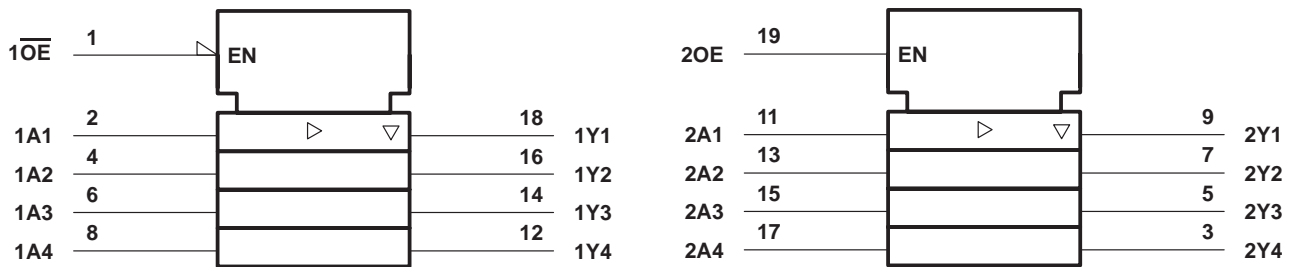 1O̅E̅ 1 EN
1A1 2 18 1Y1
1A2 4 16 1Y2
1A3 6 14 1Y3
1A4 8 12 1Y4
2OE 19 EN
2A1 11 9 2Y1
2A2 13 7 2Y2
2A3 15 5 2Y3
2A4 17 3 2Y4